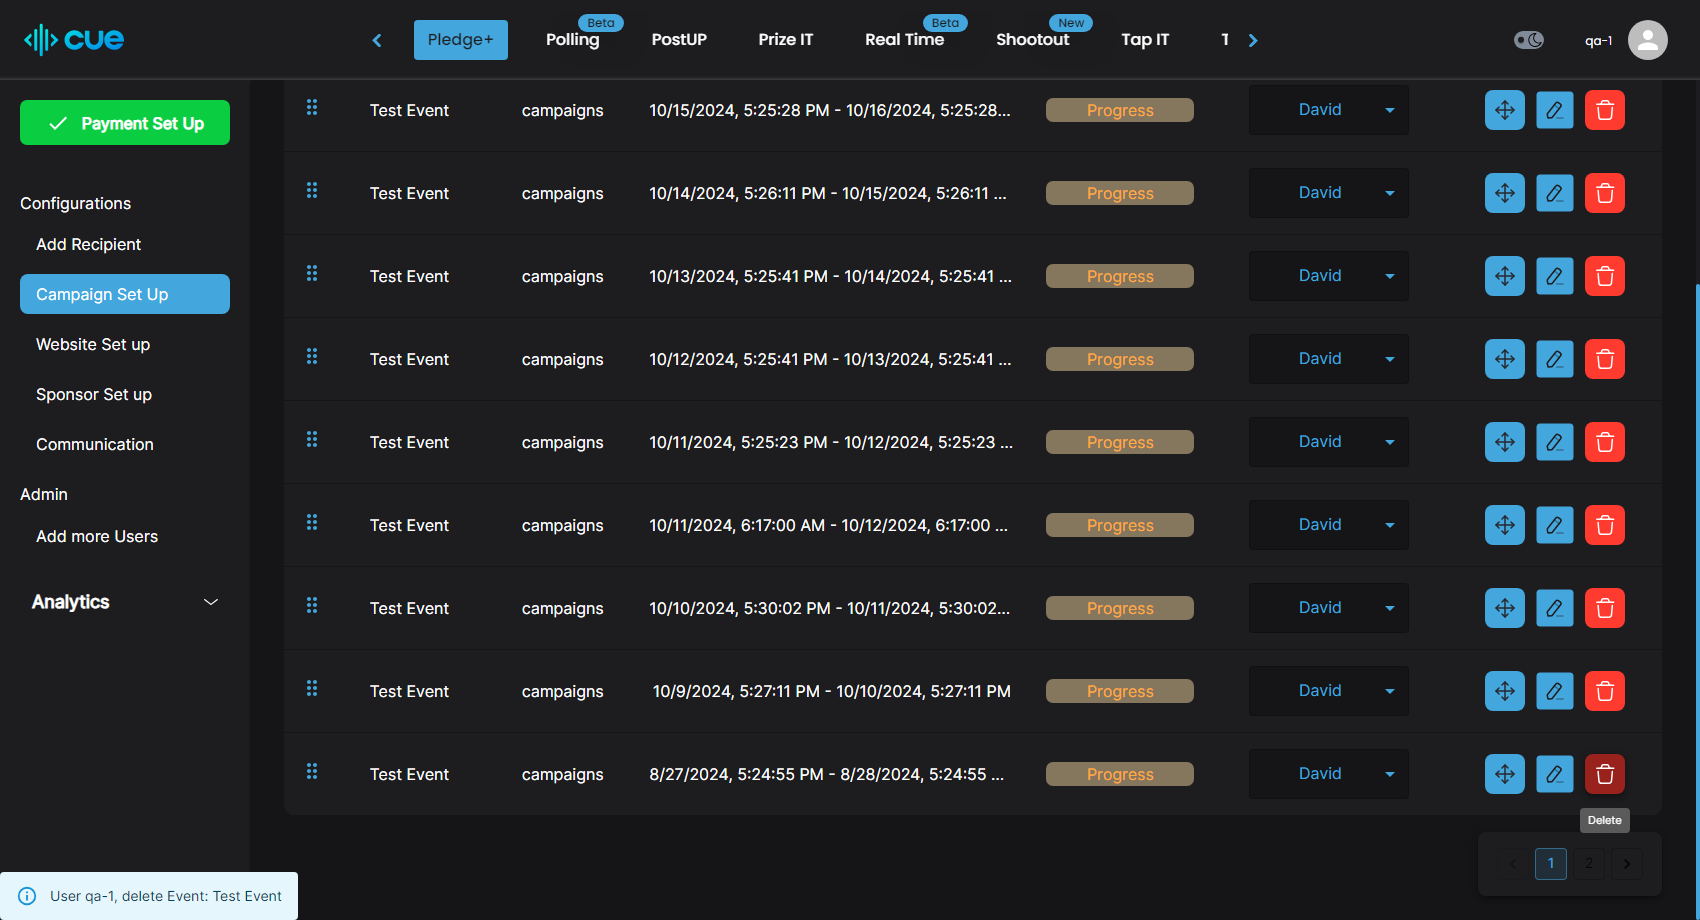 cue
Pledge+
Beta
Polling
PostUP
Prize IT
Beta
Real Time
New
Shootout
Tap IT
T
qa-1
Payment Set Up
Configurations
Add Recipient
Campaign Set Up
Website Set up
Sponsor Set up
Communication
Admin
Add more Users
Analytics
Test Event campaigns 10/15/2024, 5:25:28 PM - 10/16/2024, 5:25:28... Progress David
Test Event campaigns 10/14/2024, 5:26:11 PM - 10/15/2024, 5:26:11 ... Progress David
Test Event campaigns 10/13/2024, 5:25:41 PM - 10/14/2024, 5:25:41 ... Progress David
Test Event campaigns 10/12/2024, 5:25:41 PM - 10/13/2024, 5:25:41 ... Progress David
Test Event campaigns 10/11/2024, 5:25:23 PM - 10/12/2024, 5:25:23 ... Progress David
Test Event campaigns 10/11/2024, 6:17:00 AM - 10/12/2024, 6:17:00 ... Progress David
Test Event campaigns 10/10/2024, 5:30:02 PM - 10/11/2024, 5:30:02... Progress David
Test Event campaigns 10/9/2024, 5:27:11 PM - 10/10/2024, 5:27:11 PM Progress David
Test Event campaigns 8/27/2024, 5:24:55 PM - 8/28/2024, 5:24:55 ... Progress David
Delete
1 2
User qa-1, delete Event: Test Event